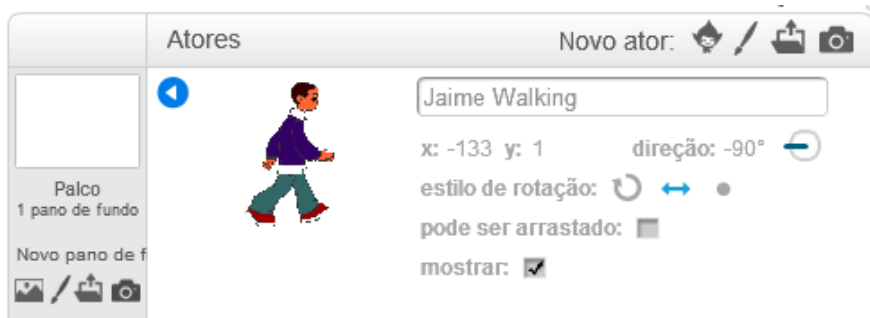 Atores
Novo ator:
Jaime Walking
x: -133 y: 1 direção: -90°
estilo de rotação:
pode ser arrastado:
mostrar:
Palco
1 pano de fundo
Novo pano de f